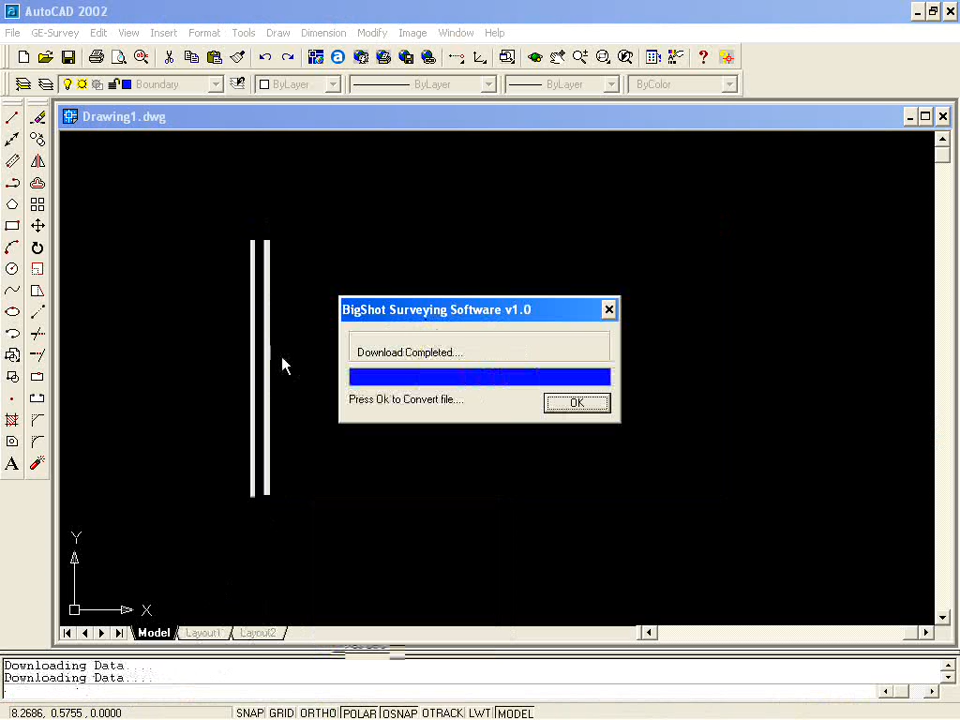 AutoCAD 2002
File GE-Survey Edit View Insert Format Tools Draw Dimension Modify Image Window Help
Boundary ByLayer ByLayer ByLayer ByColor
Drawing1.dwg
BigShot Surveying Software v1.0
Download Completed....
Press Ok to Convert file....
OK
Y
X
Model Layout1 Layout2
Downloading Data....
Downloading Data....
8.2686, 0.5755 , 0.0000 SNAP GRID ORTHO POLAR OSNAP OTRACK LWT MODEL